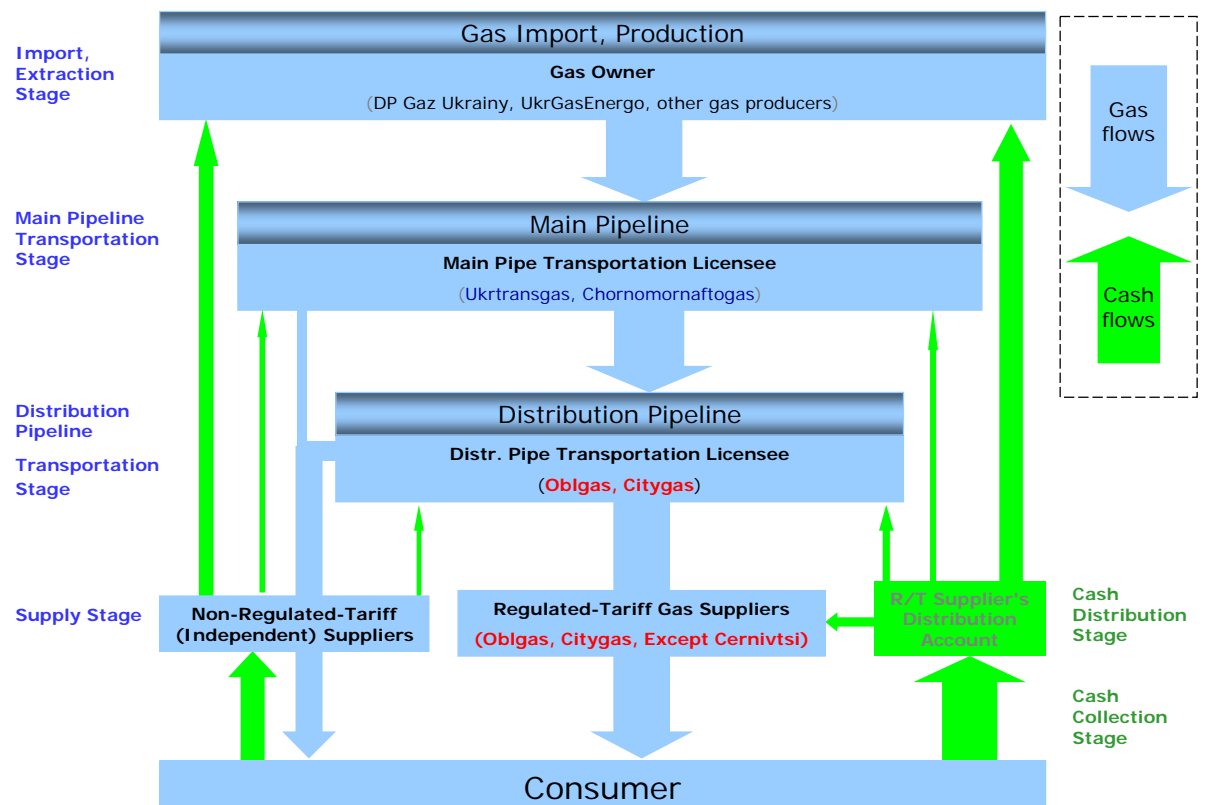 Gas Import, Production
Import,
Extraction
Stage
Gas Owner
(DP Gaz Ukrainy, UkrGasEnergo, other gas producers)
Gas
flows
Main Pipeline
Transportation
Stage
Main Pipeline
Main Pipe Transportation Licensee
(Ukrtransgas, Chornomornaftogas)
Cash
flows
Distribution
Pipeline
Transportation
Stage
Distribution Pipeline
Distr. Pipe Transportation Licensee
(Oblgas, Citygas)
Supply Stage
Non-Regulated-Tariff
(Independent) Suppliers
Regulated-Tariff Gas Suppliers
(Oblgas, Citygas, Except Cernivtsi)
R/T Supplier's
Distribution
Account
Cash
Distribution
Stage
Cash
Collection
Stage
Consumer